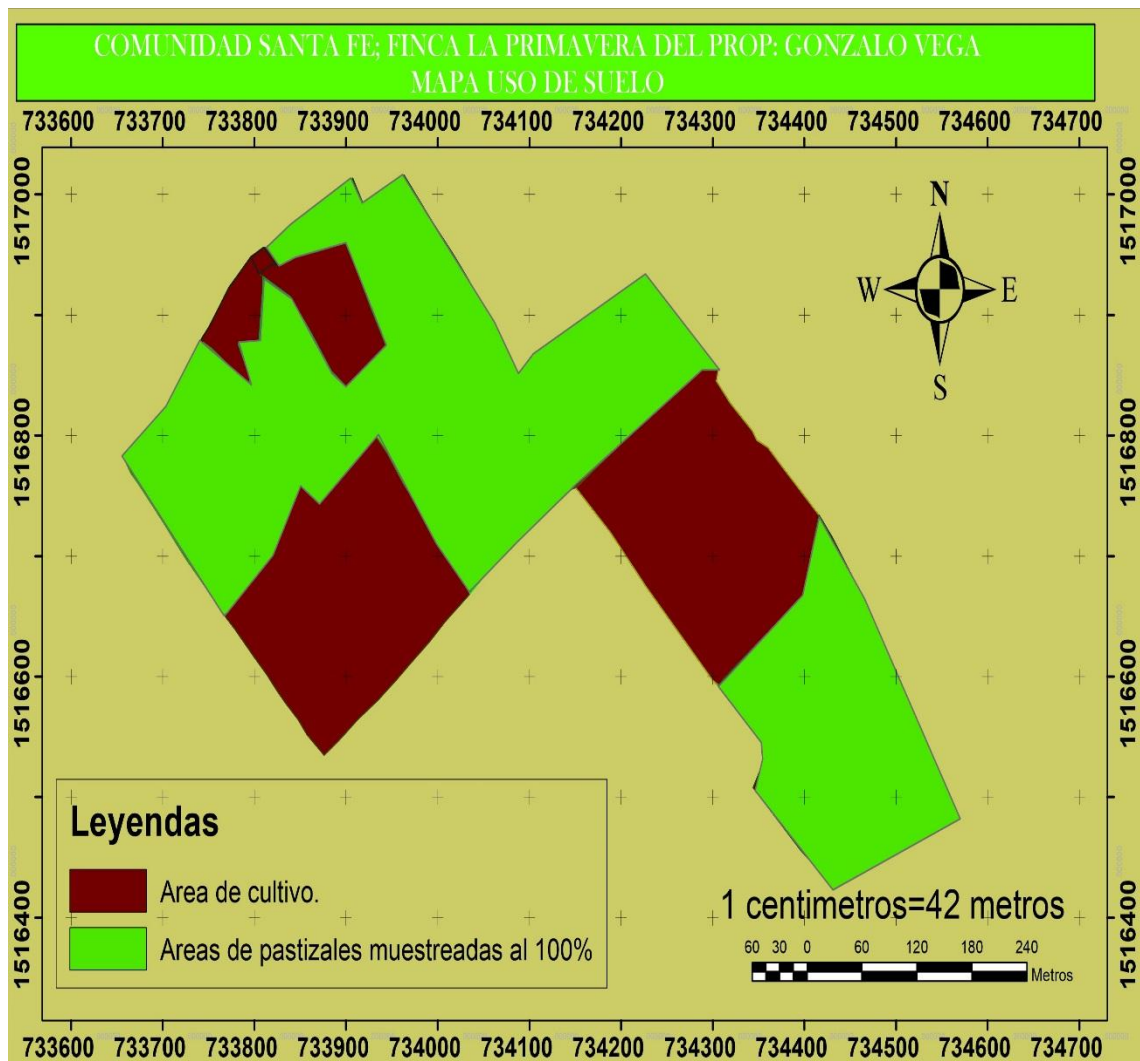 COMUNIDAD SANTA FE; FINCA LA PRIMAVERA DEL PROP: GONZALO VEGA
MAPA USO DE SUELO
733600 733700 733800 733900 734000 734100 734200 734300 734400 734500 734600 734700
1517000
1517000
N
W
E
S
1516800
1516800
1516600
1516600
Leyendas
Area de cultivo.
Areas de pastizales muestreadas al 100%
1 centimetros=42 metros
60 30 0 60 120 180 240
Metros
1516400
1516400
733600 733700 733800 733900 734000 734100 734200 734300 734400 734500 734600 734700